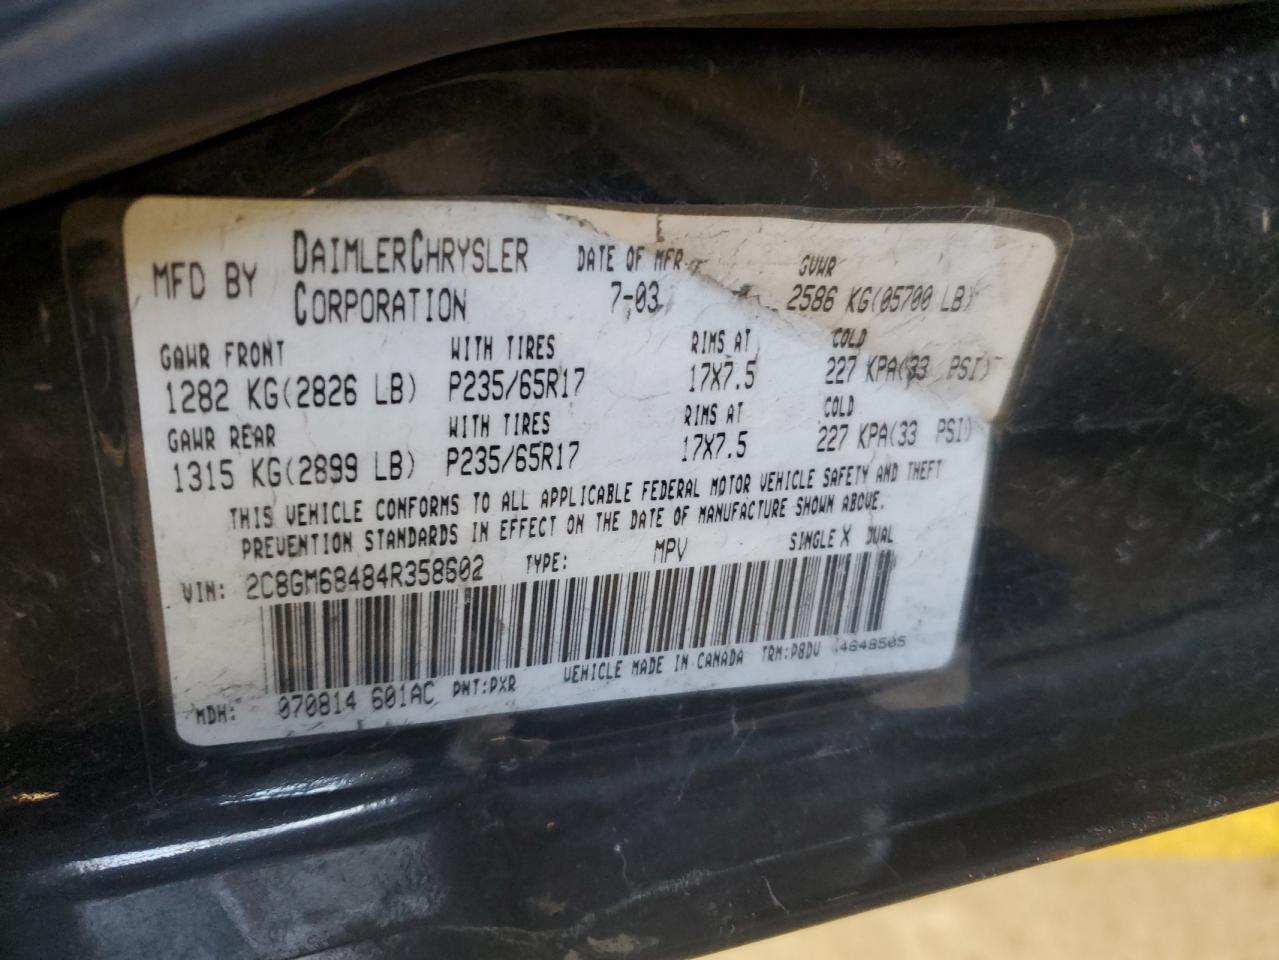 MFD BY DAIMLERCHRYSLER CORPORATION DATE OF MFR 7-03 GVWR 2586 KG(05700 LB)
GAWR FRONT WITH TIRES RIMS AT COLD
1282 KG(2826 LB) P235/65R17 17X7.5 227 KPA(33 PSI)
GAWR REAR WITH TIRES RIMS AT COLD
1315 KG(2899 LB) P235/65R17 17X7.5 227 KPA(33 PSI)
THIS VEHICLE CONFORMS TO ALL APPLICABLE FEDERAL MOTOR VEHICLE SAFETY AND THEFT
PREVENTION STANDARDS IN EFFECT ON THE DATE OF MANUFACTURE SHOWN ABOVE.
VIN: 2C8GM68484R358602 TYPE: MPV SINGLE X DUAL
MDH: 070814 601AC PNT:PXR VEHICLE MADE IN CANADA TRM:P8DV 4648505